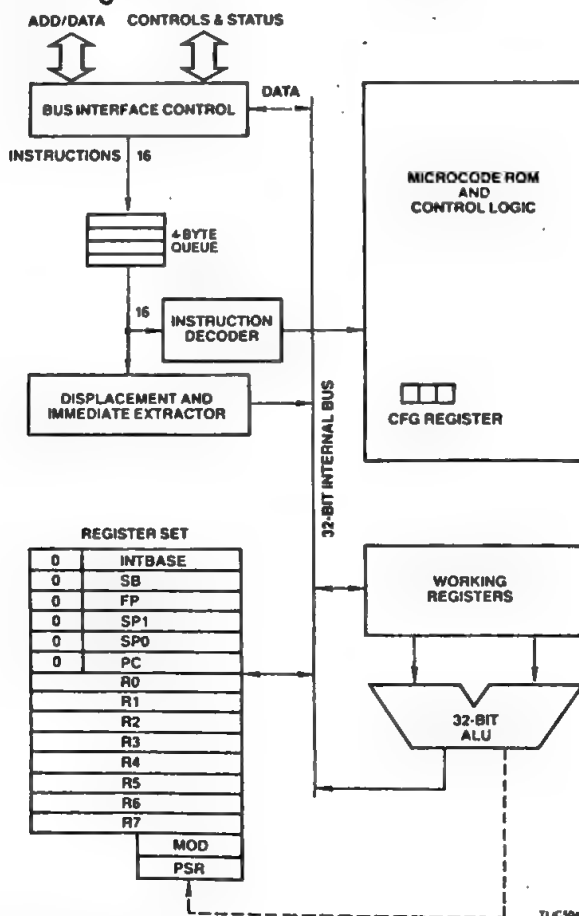 ADD/DATA
CONTROLS & STATUS
BUS INTERFACE CONTROL
DATA
INSTRUCTIONS
16
4-BYTE
QUEUE
16
INSTRUCTION
DECODER
DISPLACEMENT AND
IMMEDIATE EXTRACTOR
MICROCODE ROM
AND
CONTROL LOGIC
CFG REGISTER
32-BIT INTERNAL BUS
REGISTER SET
0 INTBASE
0 SB
0 FP
0 SP1
0 SP0
0 PC
R0
R1
R2
R3
R4
R5
R6
R7
MOD
PSR
WORKING
REGISTERS
32-BIT
ALU